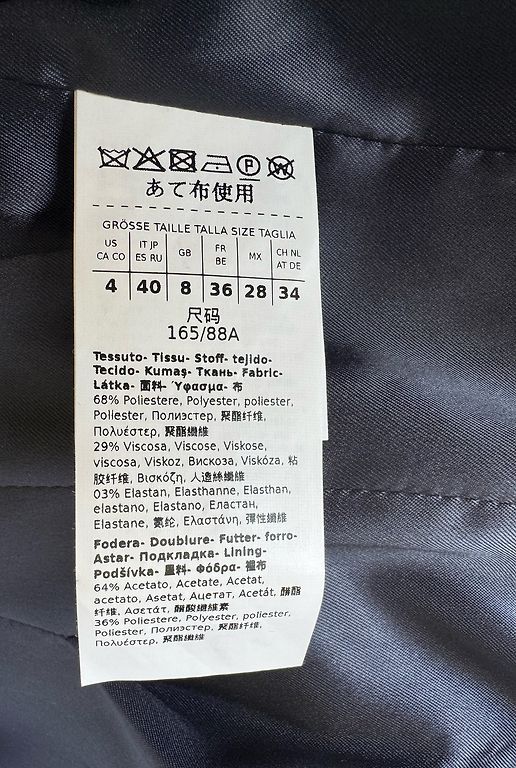 P W
あて布使用
GRÖSSE TAILLE TALLA SIZE TAGLIA
US CA CO | IT JP ES RU | GB | FR BE | MX | CH NL AT DE
4 | 40 | 8 | 36 | 28 | 34
尺码
165/88A
Tessuto- Tissu- Stoff- tejido-
Tecido- Kumaş- Ткань- Fabric-
Látka- 面料- Ύφασμα- 布
68% Poliestere, Polyester, poliester,
Poliester, Полиэстер, 聚酯纤维,
Πολυέστερ, 聚酯纖維
29% Viscosa, Viscose, Viskose,
viscosa, Viskoz, Вискоза, Viskóza, 粘
胶纤维, Βισκόζη, 人造絲纖維
03% Elastan, Elasthanne, Elasthan,
elastano, Elastano, Еластан,
Elastane, 氨纶, Ελαστάνη, 彈性纖維
Fodera- Doublure- Futter- forro-
Astar- Подкладка- Lining-
Podšívka- 里料- Φόδρα- 裡布
64% Acetato, Acetate, Acetat,
acetato, Asetat, Ацетат, Acetát, 醋酯
纤维, Ασετάτ, 醋酸纖維素
36% Poliestere, Polyester, poliester,
Poliester, Полиэстер, 聚酯纤维,
Πολυέστερ, 聚酯纖維